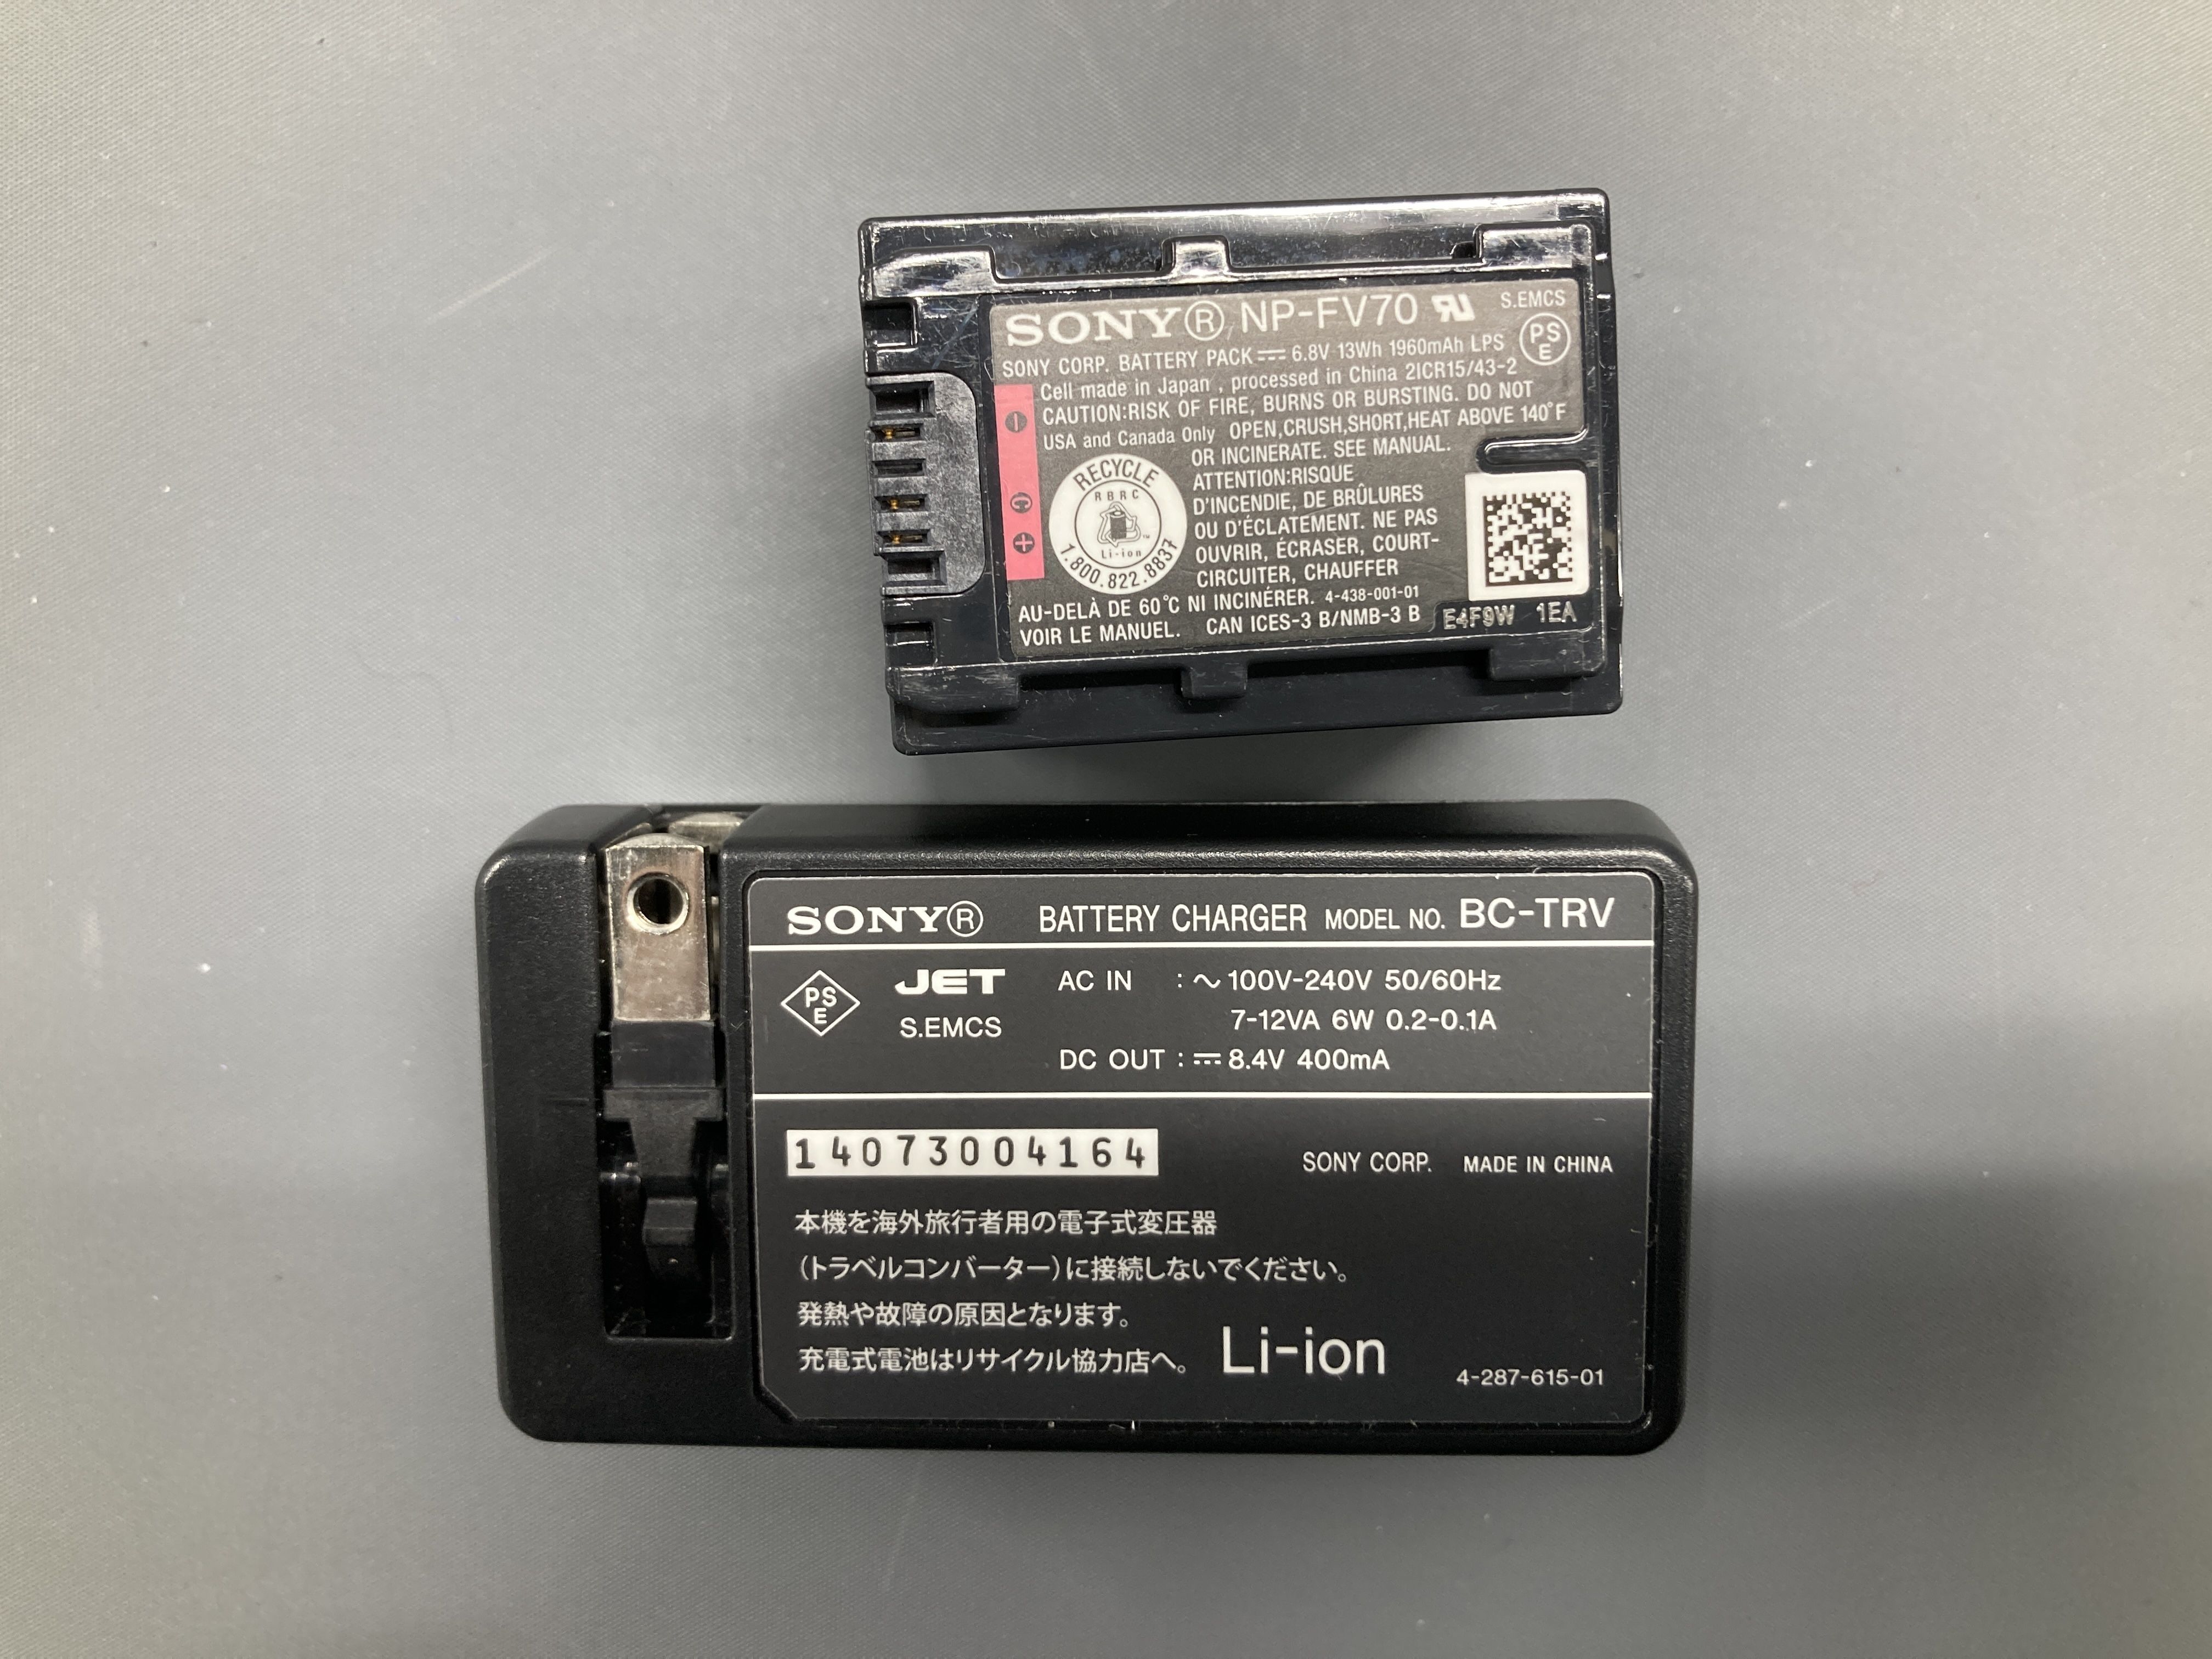 SONY® NP-FV70 RU S.EMCS
PSE
SONY CORP. BATTERY PACK ⎓ 6.8V 13Wh 1960mAh LPS
Cell made in Japan , processed in China 2ICR15/43-2
CAUTION:RISK OF FIRE, BURNS OR BURSTING. DO NOT
USA and Canada Only OPEN,CRUSH,SHORT,HEAT ABOVE 140°F
OR INCINERATE. SEE MANUAL.
ATTENTION:RISQUE
D'INCENDIE, DE BRÛLURES
OU D'ÉCLATEMENT. NE PAS
OUVRIR, ÉCRASER, COURT-
CIRCUITER, CHAUFFER
AU-DELÀ DE 60°C NI INCINÉRER. 4-438-001-01
VOIR LE MANUEL. CAN ICES-3 B/NMB-3 B
E4F9W 1EA
− C +
RECYCLE
RBRC
Li-ion
1.800.822.8837
SONY® BATTERY CHARGER MODEL NO. BC-TRV
PSE JET S.EMCS
AC IN : ～100V-240V 50/60Hz
7-12VA 6W 0.2-0.1A
DC OUT : ⎓ 8.4V 400mA
14073004164
SONY CORP. MADE IN CHINA
本機を海外旅行者用の電子式変圧器
（トラベルコンバーター）に接続しないでください。
発熱や故障の原因となります。
充電式電池はリサイクル協力店へ。 Li-ion
4-287-615-01